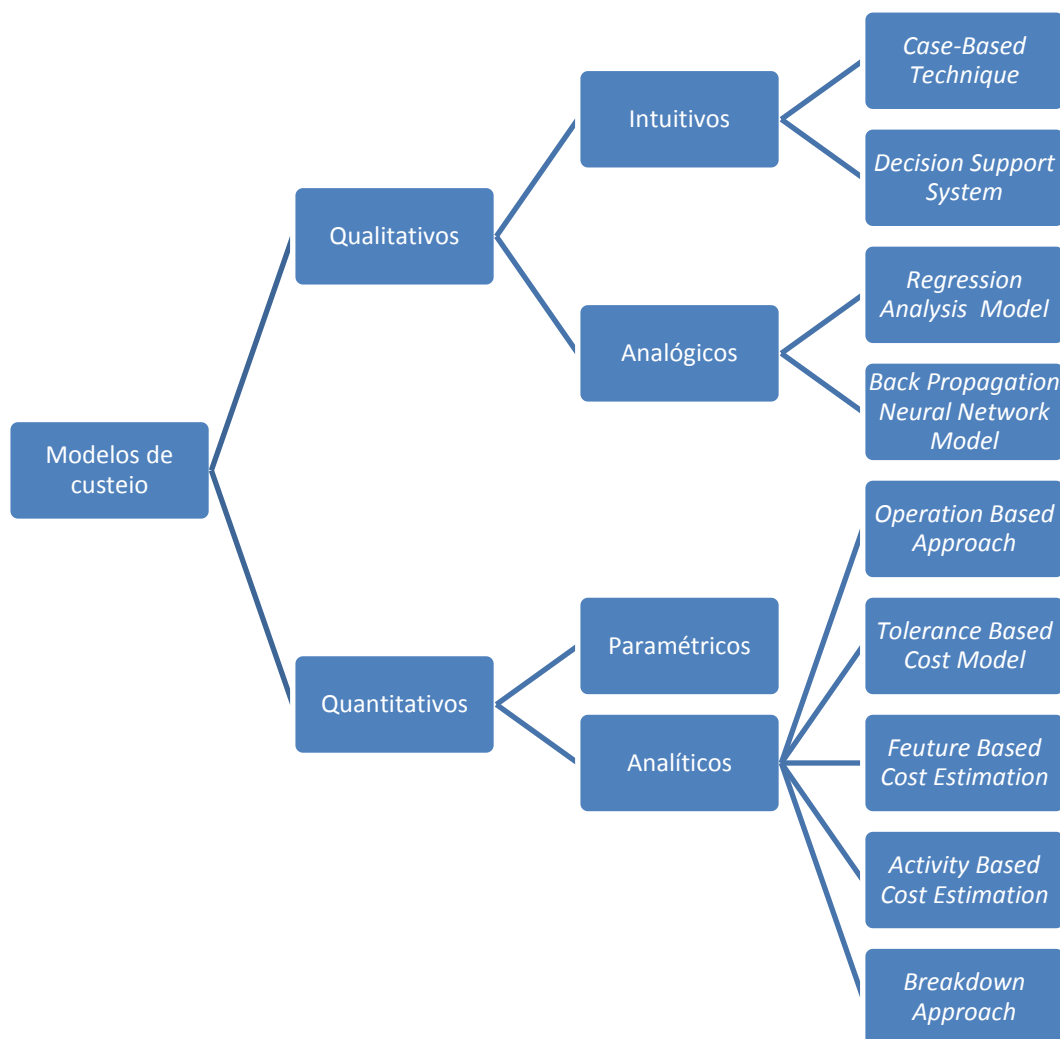 Modelos de
custeio
Qualitativos
Intuitivos
Case-Based
Technique
Decision Support
System
Analógicos
Regression
Analysis Model
Back Propagation
Neural Network
Model
Quantitativos
Paramétricos
Analíticos
Operation Based
Approach
Tolerance Based
Cost Model
Feuture Based
Cost Estimation
Activity Based
Cost Estimation
Breakdown
Approach